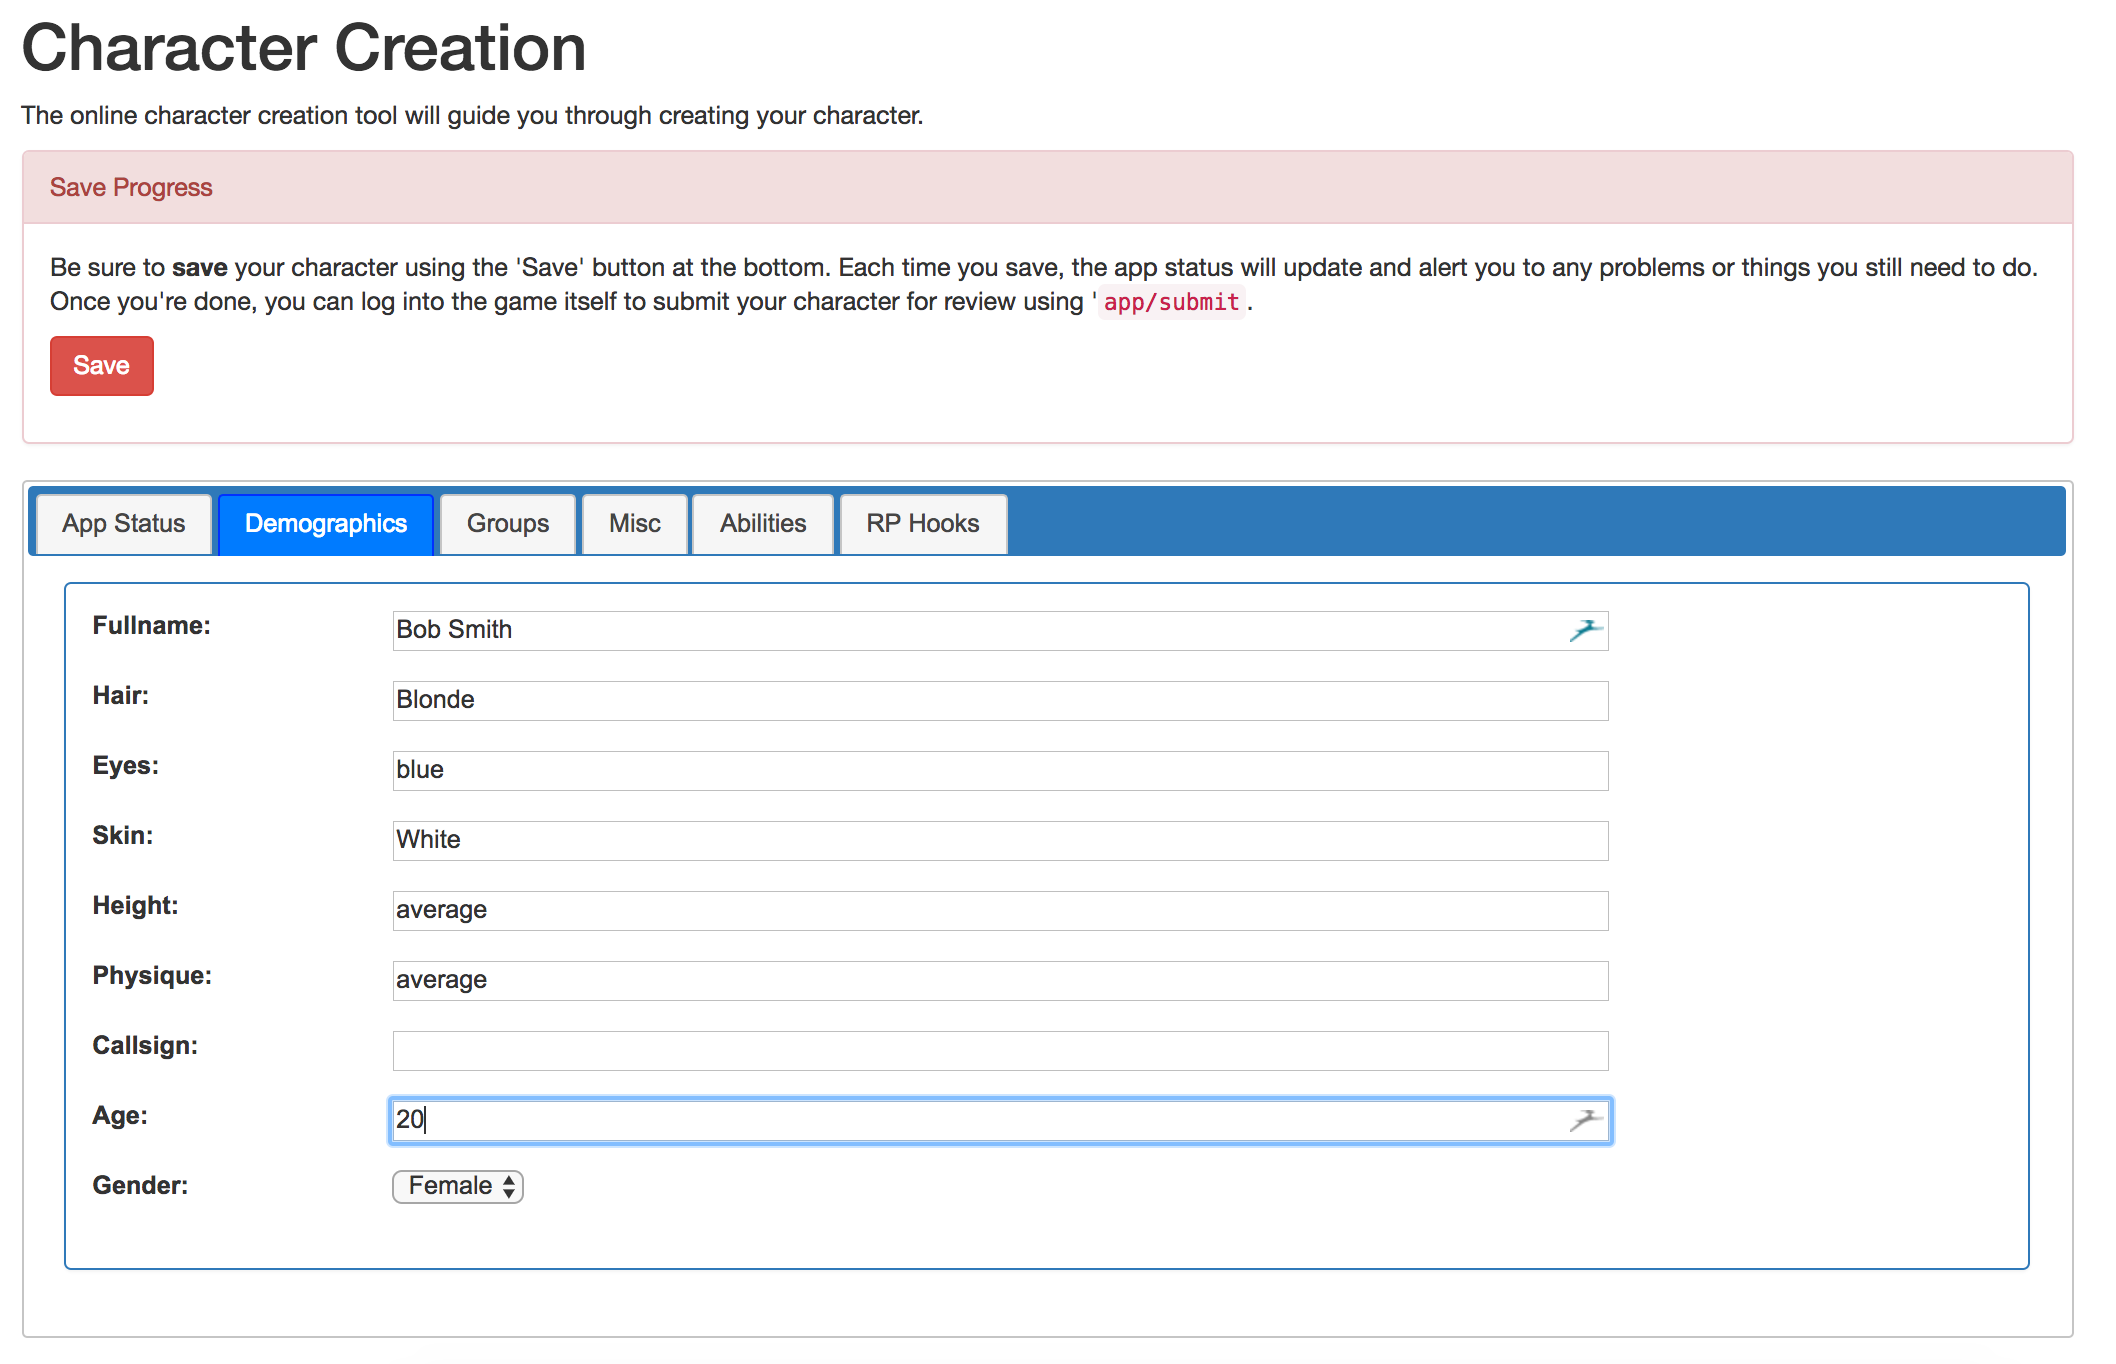 Character Creation
The online character creation tool will guide you through creating your character.
Save Progress
Be sure to save your character using the 'Save' button at the bottom. Each time you save, the app status will update and alert you to any problems or things you still need to do.
Once you're done, you can log into the game itself to submit your character for review using 'app/submit.
Save
App Status Demographics Groups Misc Abilities RP Hooks
Fullname: Bob Smith
Hair: Blonde
Eyes: blue
Skin: White
Height: average
Physique: average
Callsign:
Age: 20
Gender: Female